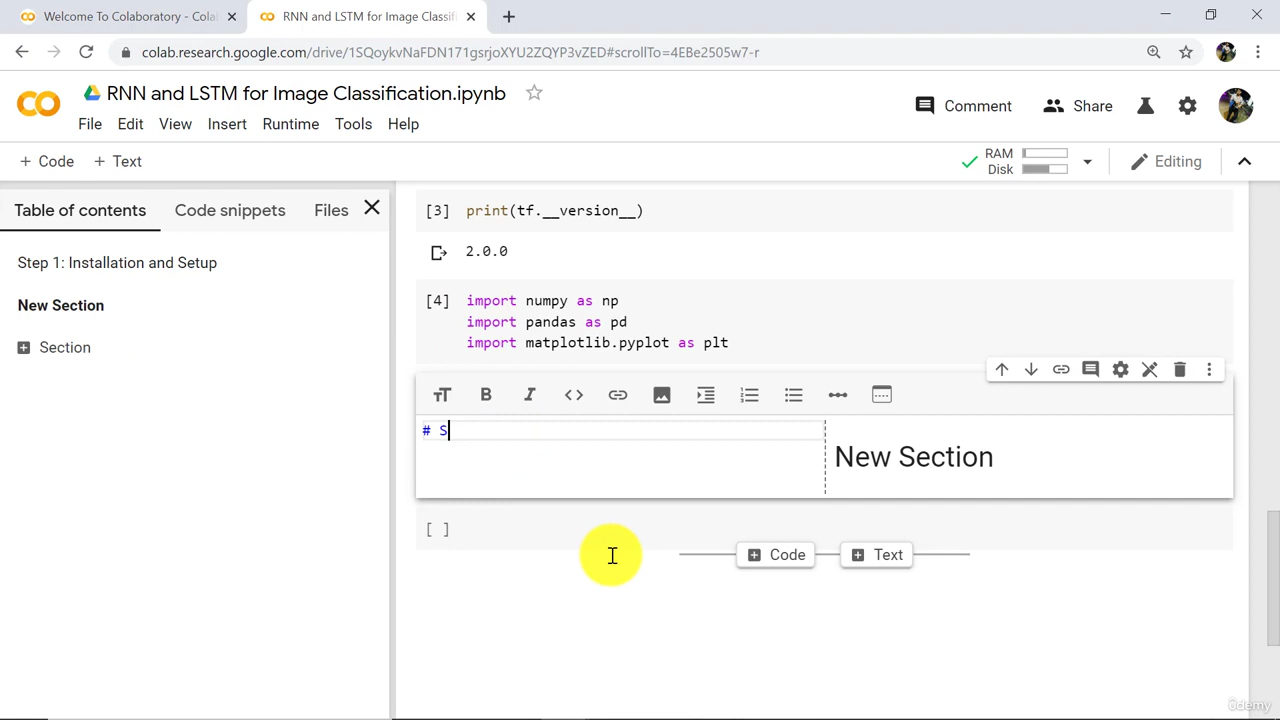 Welcome To Colaboratory - Cola
RNN and LSTM for Image Classifi
colab.research.google.com/drive/1SQoykvNaFDN171gsrjoXYU2ZQYP3vZED#scrollTo=4EBe2505w7-r
RNN and LSTM for Image Classification.ipynb
Comment
Share
File Edit View Insert Runtime Tools Help
+ Code + Text
RAM
Disk
Editing
Table of contents Code snippets Files
Step 1: Installation and Setup
New Section
Section
[3] print(tf.__version__)
2.0.0
[4] import numpy as np
import pandas as pd
import matplotlib.pyplot as plt
# S
New Section
[ ]
Code
Text
ûdemy